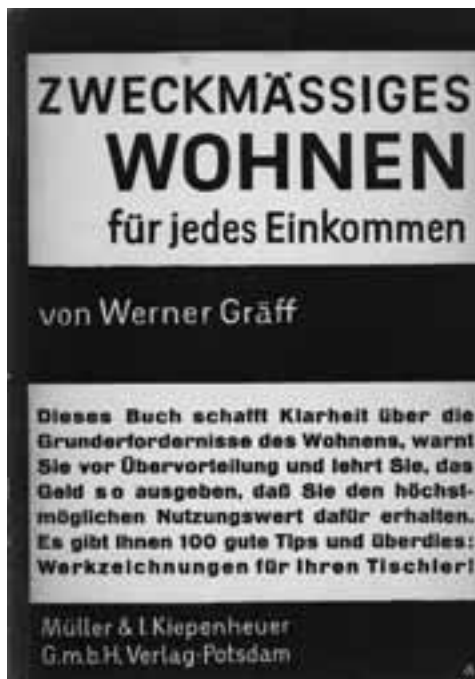 ZWECKMÄSSIGES
WOHNEN
für jedes Einkommen
von Werner Gräff
Dieses Buch schafft Klarheit über die
Grunderfordernisse des Wohnens, warnt
Sie vor Übervorteilung und lehrt Sie, das
Geld so ausgeben, daß Sie den höchst-
möglichen Nutzungswert dafür erhalten.
Es gibt Ihnen 100 gute Tips und überdies:
Werkzeichnungen für Ihren Tischler!
Müller & I. Kiepenheuer
G.m.b.H. Verlag-Potsdam